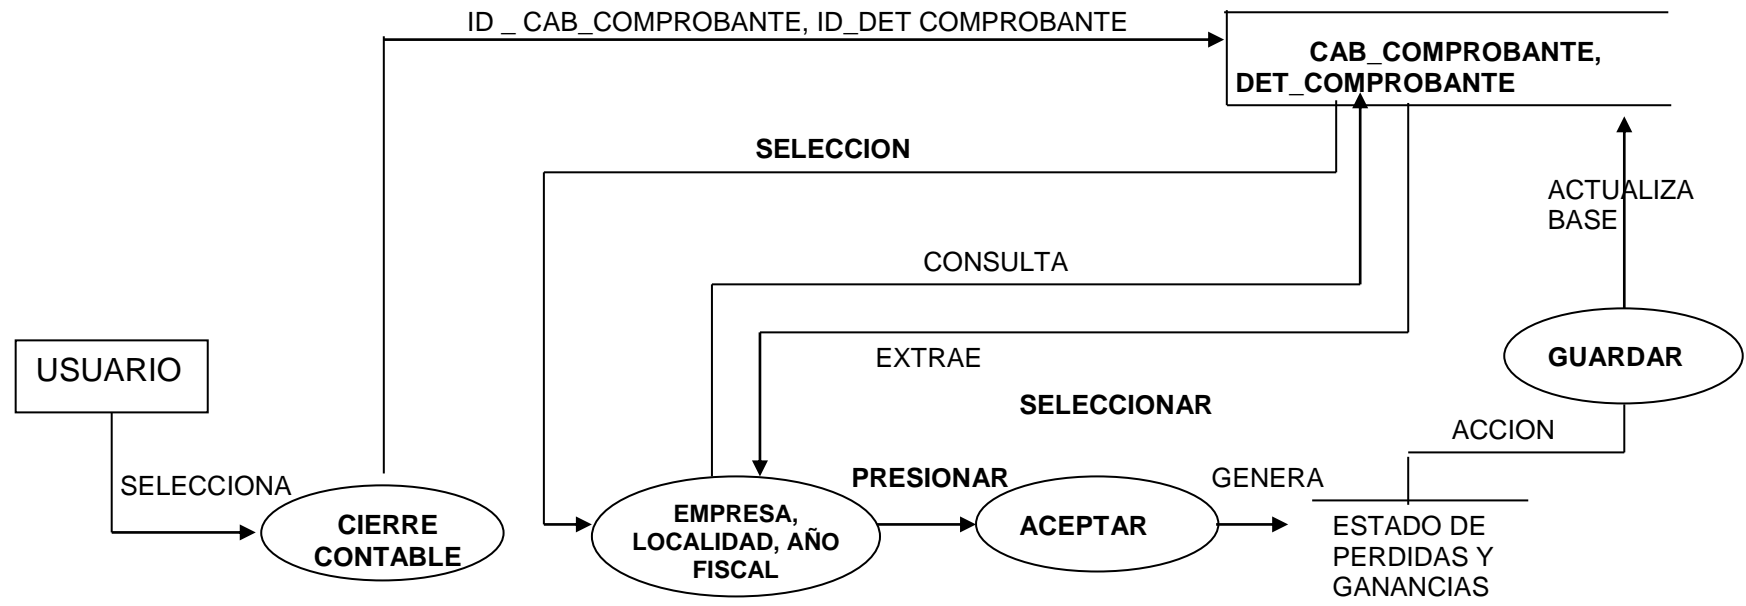 ID _ CAB_COMPROBANTE, ID_DET COMPROBANTE
CAB_COMPROBANTE,
DET_COMPROBANTE
SELECCION
ACTUALIZA
BASE
CONSULTA
USUARIO
EXTRAE
GUARDAR
SELECCIONAR
ACCION
SELECCIONA
PRESIONAR
GENERA
CIERRE
CONTABLE
EMPRESA,
LOCALIDAD, AÑO
FISCAL
ACEPTAR
ESTADO DE
PERDIDAS Y
GANANCIAS